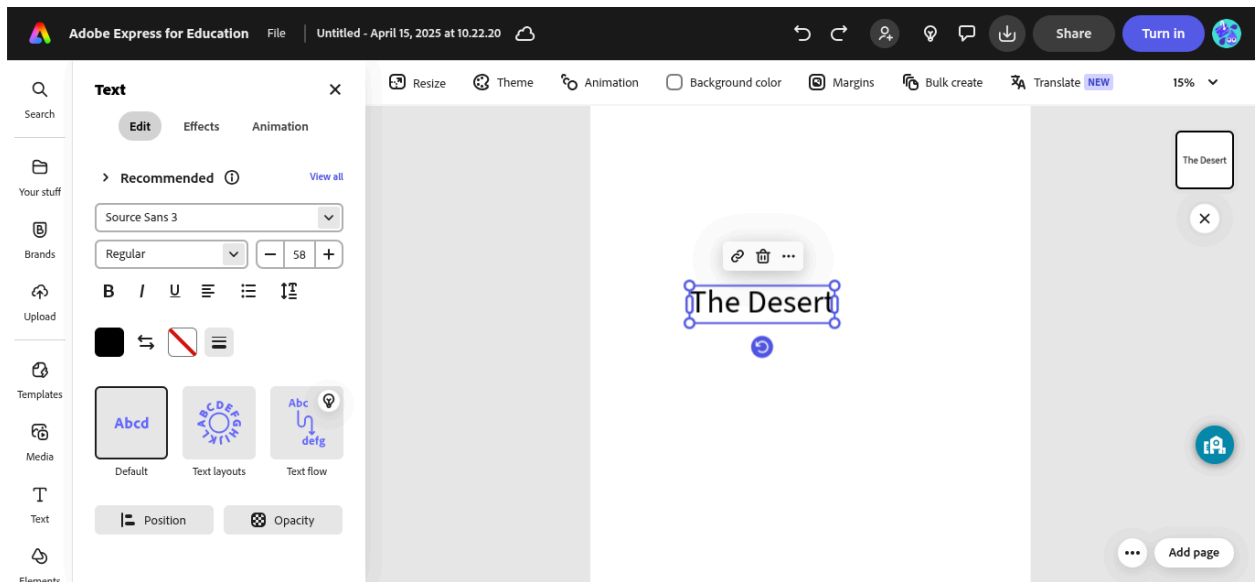 Adobe Express for Education File Untitled - April 15, 2025 at 10.22.20 Share Turn in
Search
Your stuff
Brands
Upload
Templates
Media
Text
Elements
Text
Edit Effects Animation
Recommended View all
Source Sans 3
Regular 58
B I U
Abcd
ABCDEFGHIJKL
Abc
defg
Default Text layouts Text flow
Position Opacity
Resize Theme Animation Background color Margins Bulk create Translate NEW 15%
The Desert
The Desert
Add page